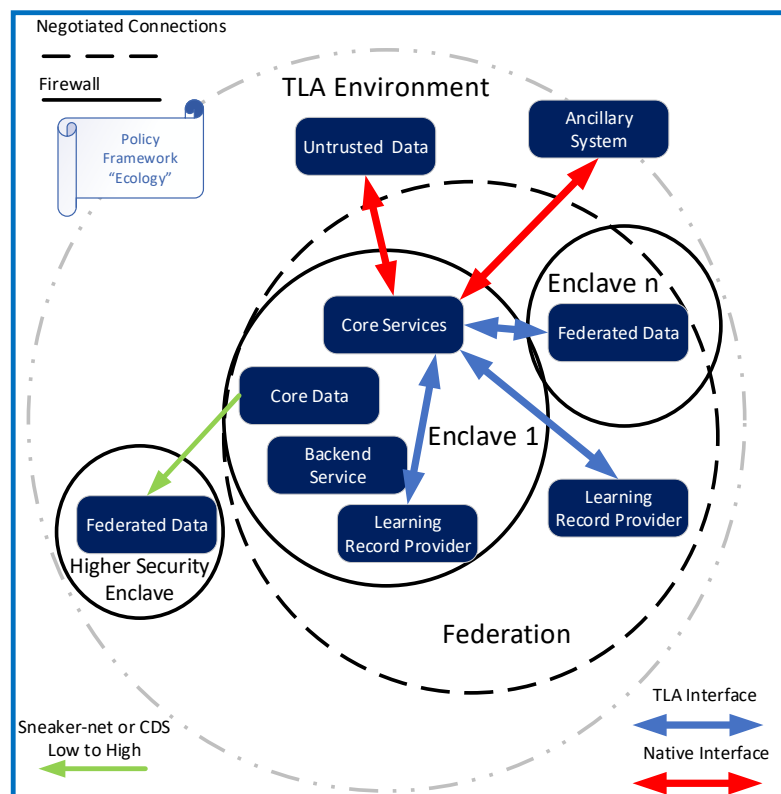 Negotiated Connections
Firewall
Policy
Framework
“Ecology”
TLA Environment
Untrusted Data
Ancillary
System
Enclave n
Federated Data
Core Services
Core Data
Enclave 1
Backend
Service
Learning
Record Provider
Learning
Record Provider
Federated Data
Higher Security
Enclave
Federation
Sneaker-net or CDS
Low to High
TLA Interface
Native Interface